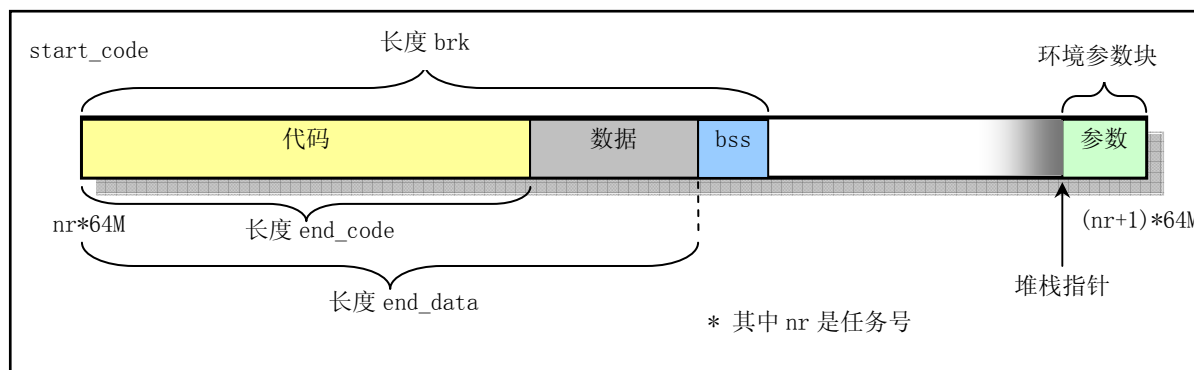 start_code
长度 brk
环境参数块
代码
数据
bss
参数
nr*64M
长度 end_code
(nr+1)*64M
长度 end_data
堆栈指针
* 其中 nr 是任务号